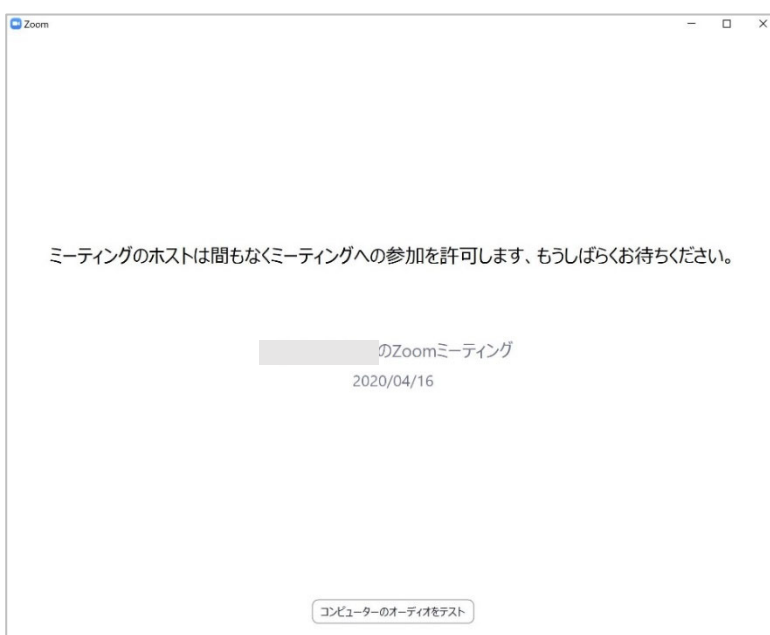 Zoom
ミーティングのホストは間もなくミーティングへの参加を許可します、もうしばらくお待ちください。
のZoomミーティング
2020/04/16
コンピューターのオーディオをテスト